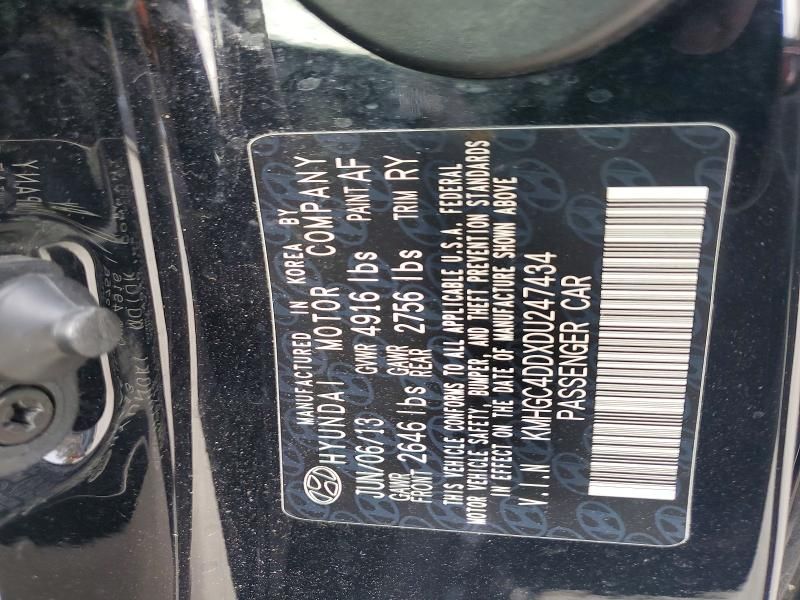 MANUFACTURED IN KOREA BY
HYUNDAI MOTOR COMPANY
JUN/06/13 GVWR 4916 lbs PAINT AF
GAWR FRONT 2646 lbs GAWR REAR 2756 lbs TRIM RY
THIS VEHICLE CONFORMS TO ALL APPLICABLE U.S.A. FEDERAL
MOTOR VEHICLE SAFETY, BUMPER, AND THEFT PREVENTION STANDARDS
IN EFFECT ON THE DATE OF MANUFACTURE SHOWN ABOVE
V.I.N KMHGC4DDXDU247434
PASSENGER CAR